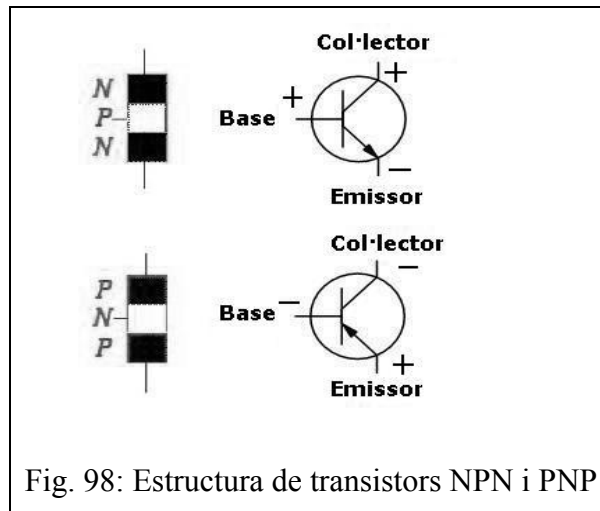 Col·lector
N
+
P
+
Base
N
−
Emissor
Col·lector
P
−
N
−
Base
P
+
Emissor
Fig. 98: Estructura de transistors NPN i PNP